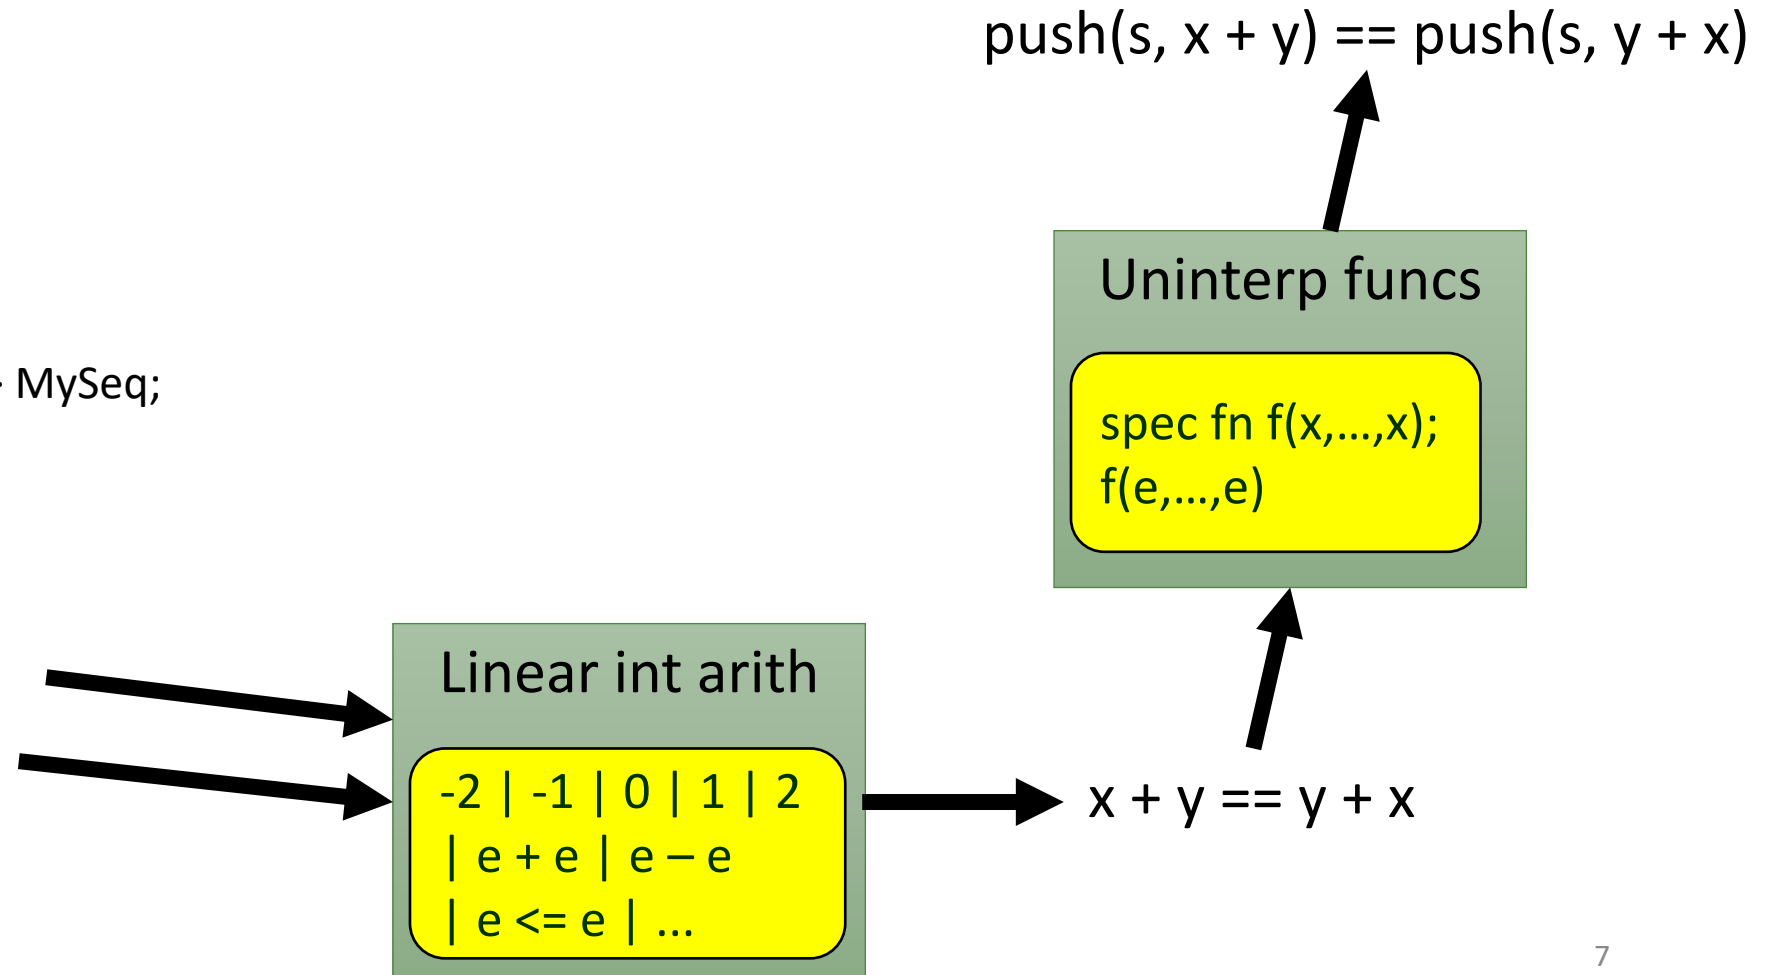 push(s, x + y) == push(s, y + x)
Uninterp funcs
MySeq;
spec fn f(x,...,x);
f(e,...,e)
Linear int arith
-2 | -1 | 0 | 1 | 2
| e + e | e – e
| e <= e | ...
x + y == y + x
7